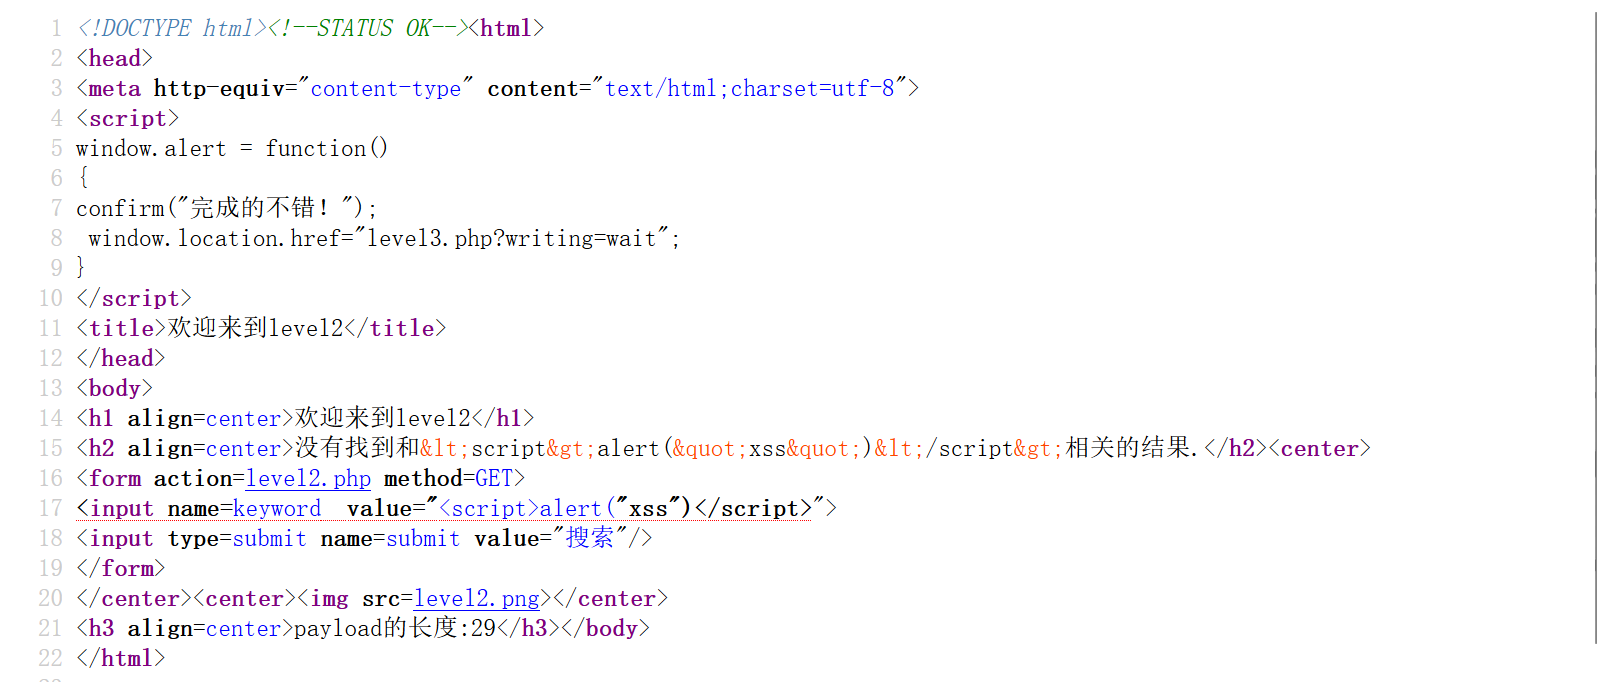 1 <!DOCTYPE html><!--STATUS OK--><html>
2 <head>
3 <meta http-equiv="content-type" content="text/html;charset=utf-8">
4 <script>
5 window.alert = function()
6 {
7 confirm("完成的不错！");
8  window.location.href="level3.php?writing=wait";
9 }
10 </script>
11 <title>欢迎来到level2</title>
12 </head>
13 <body>
14 <h1 align=center>欢迎来到level2</h1>
15 <h2 align=center>没有找到和&lt;script&gt;alert(&quot;xss&quot;)&lt;/script&gt;相关的结果.</h2><center>
16 <form action=level2.php method=GET>
17 <input name=keyword  value="<script>alert("xss")</script>">
18 <input type=submit name=submit value="搜索"/>
19 </form>
20 </center><center><img src=level2.png></center>
21 <h3 align=center>payload的长度:29</h3></body>
22 </html>